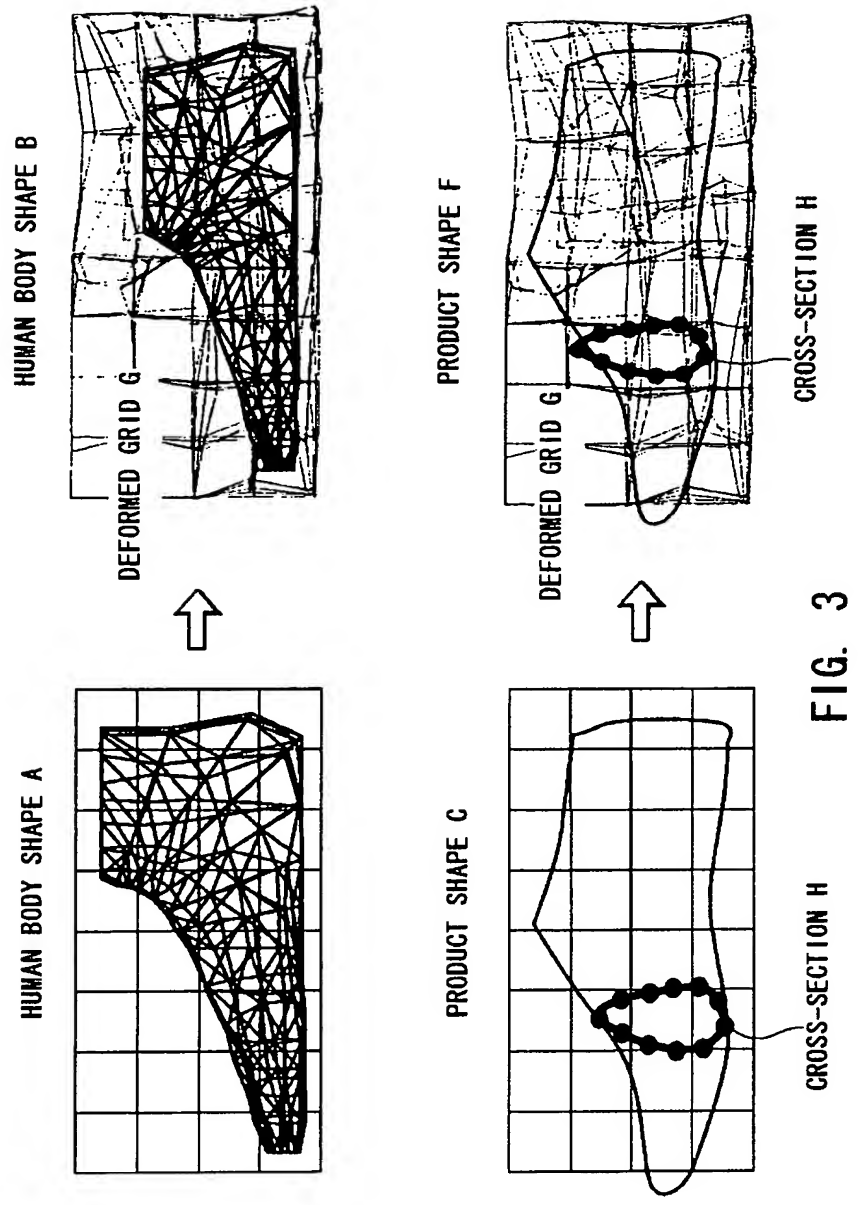 HUMAN BODY SHAPE A
HUMAN BODY SHAPE B
DEFORMED GRID G
PRODUCT SHAPE C
PRODUCT SHAPE F
DEFORMED GRID G
CROSS-SECTION H
CROSS-SECTION H
FIG. 3